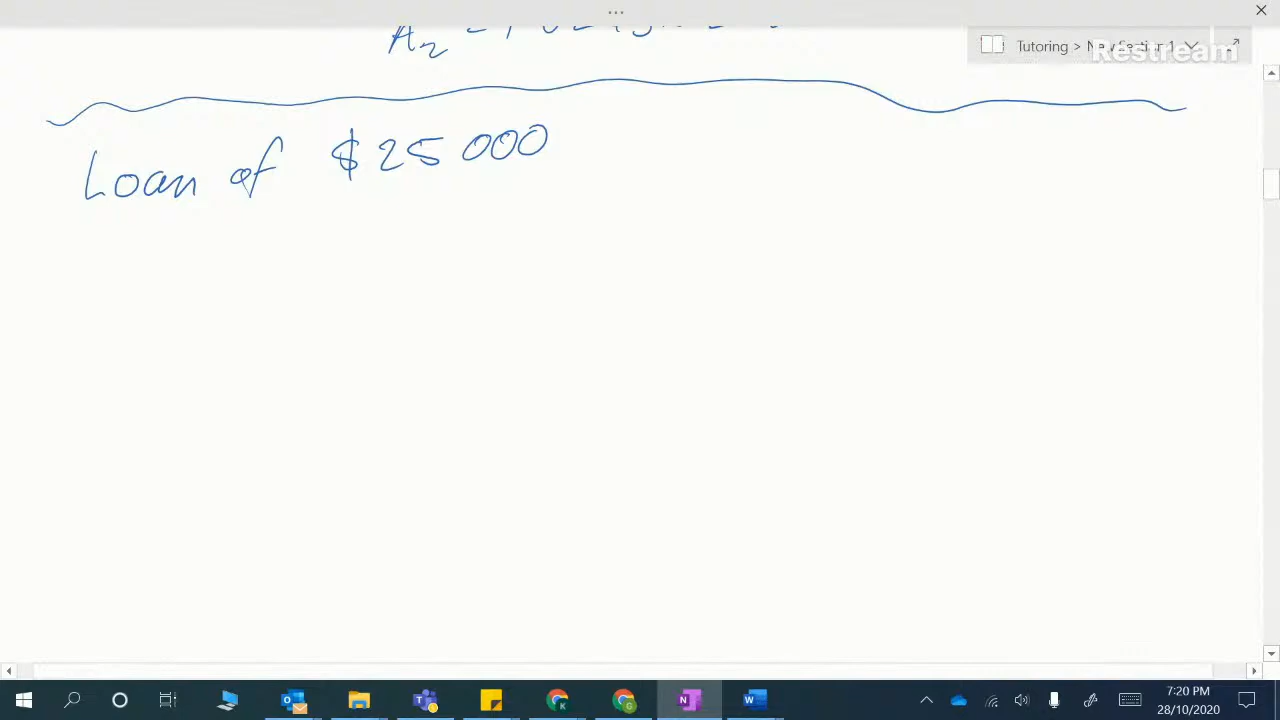 Tutoring > New Section 1
Restream
Loan of $25 000
7:20 PM
28/10/2020